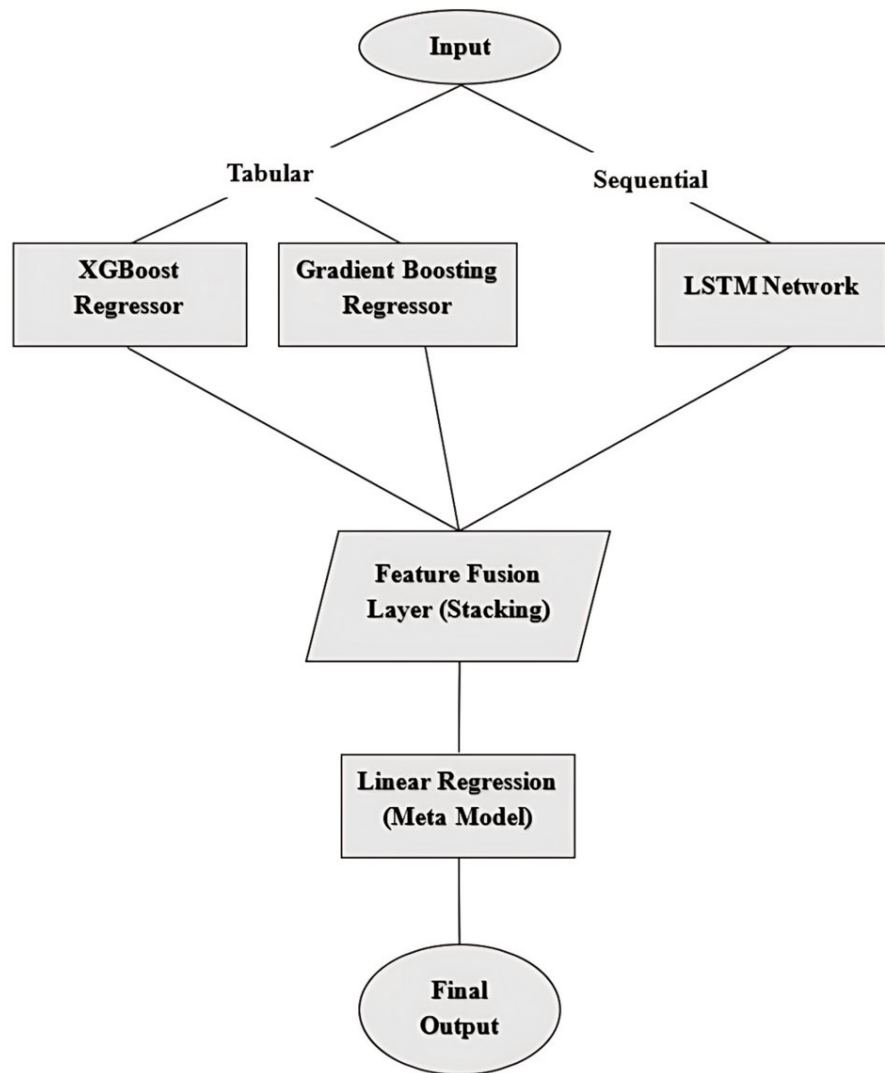 Input
Tabular
Sequential
XGBoost
Regressor
Gradient Boosting
Regressor
LSTM Network
Feature Fusion
Layer (Stacking)
Linear Regression
(Meta Model)
Final
Output